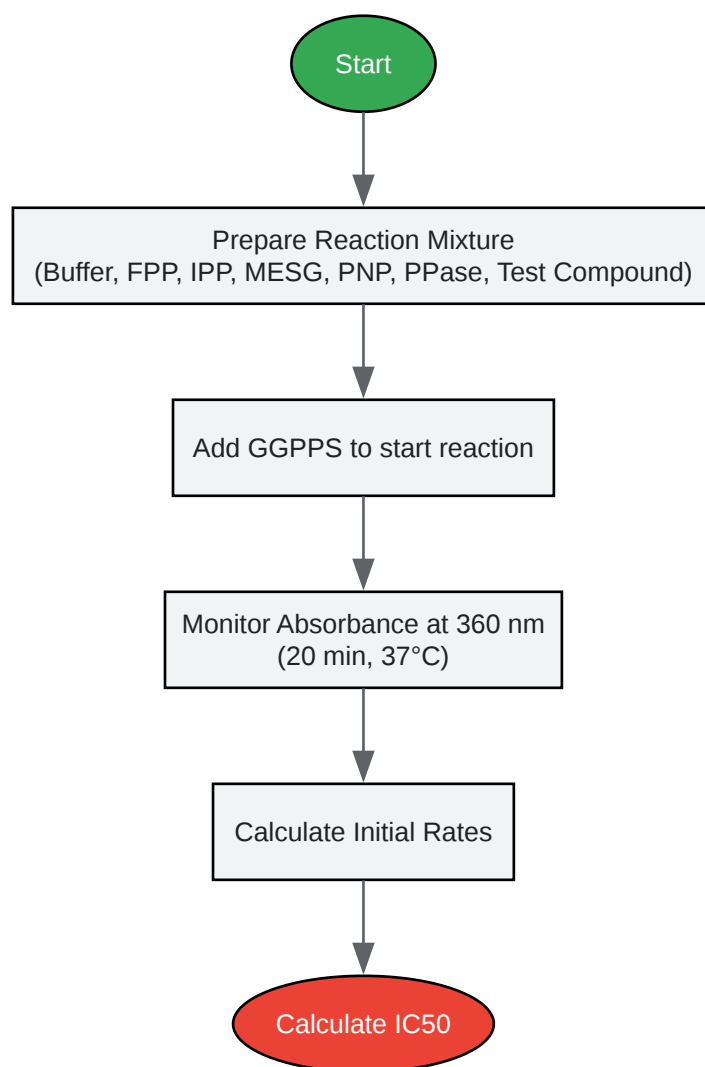 Start
Prepare Reaction Mixture
(Buffer, FPP, IPP, MESG, PNP, PPase, Test Compound)
Add GGPPS to start reaction
Monitor Absorbance at 360 nm
(20 min, 37°C)
Calculate Initial Rates
Calculate IC50